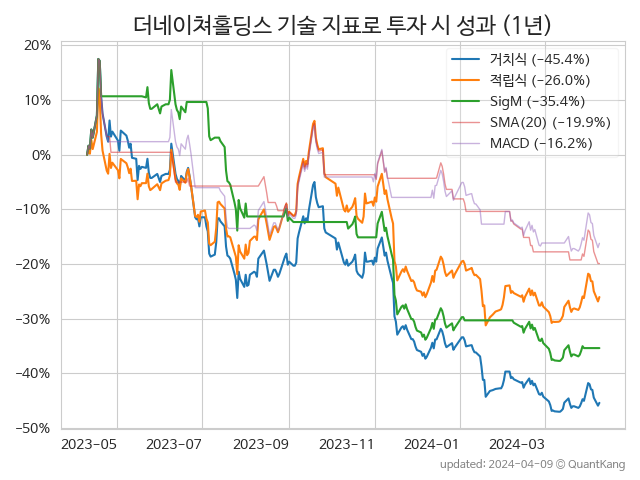 더네이쳐홀딩스 기술 지표로 투자 시 성과 (1년)
20%
10%
0%
−10%
−20%
−30%
−40%
−50%
거치식 (−45.4%)
적립식 (−26.0%)
SigM (−35.4%)
SMA(20) (−19.9%)
MACD (−16.2%)
2023-05 2023-07 2023-09 2023-11 2024-01 2024-03
updated: 2024-04-09 © QuantKang